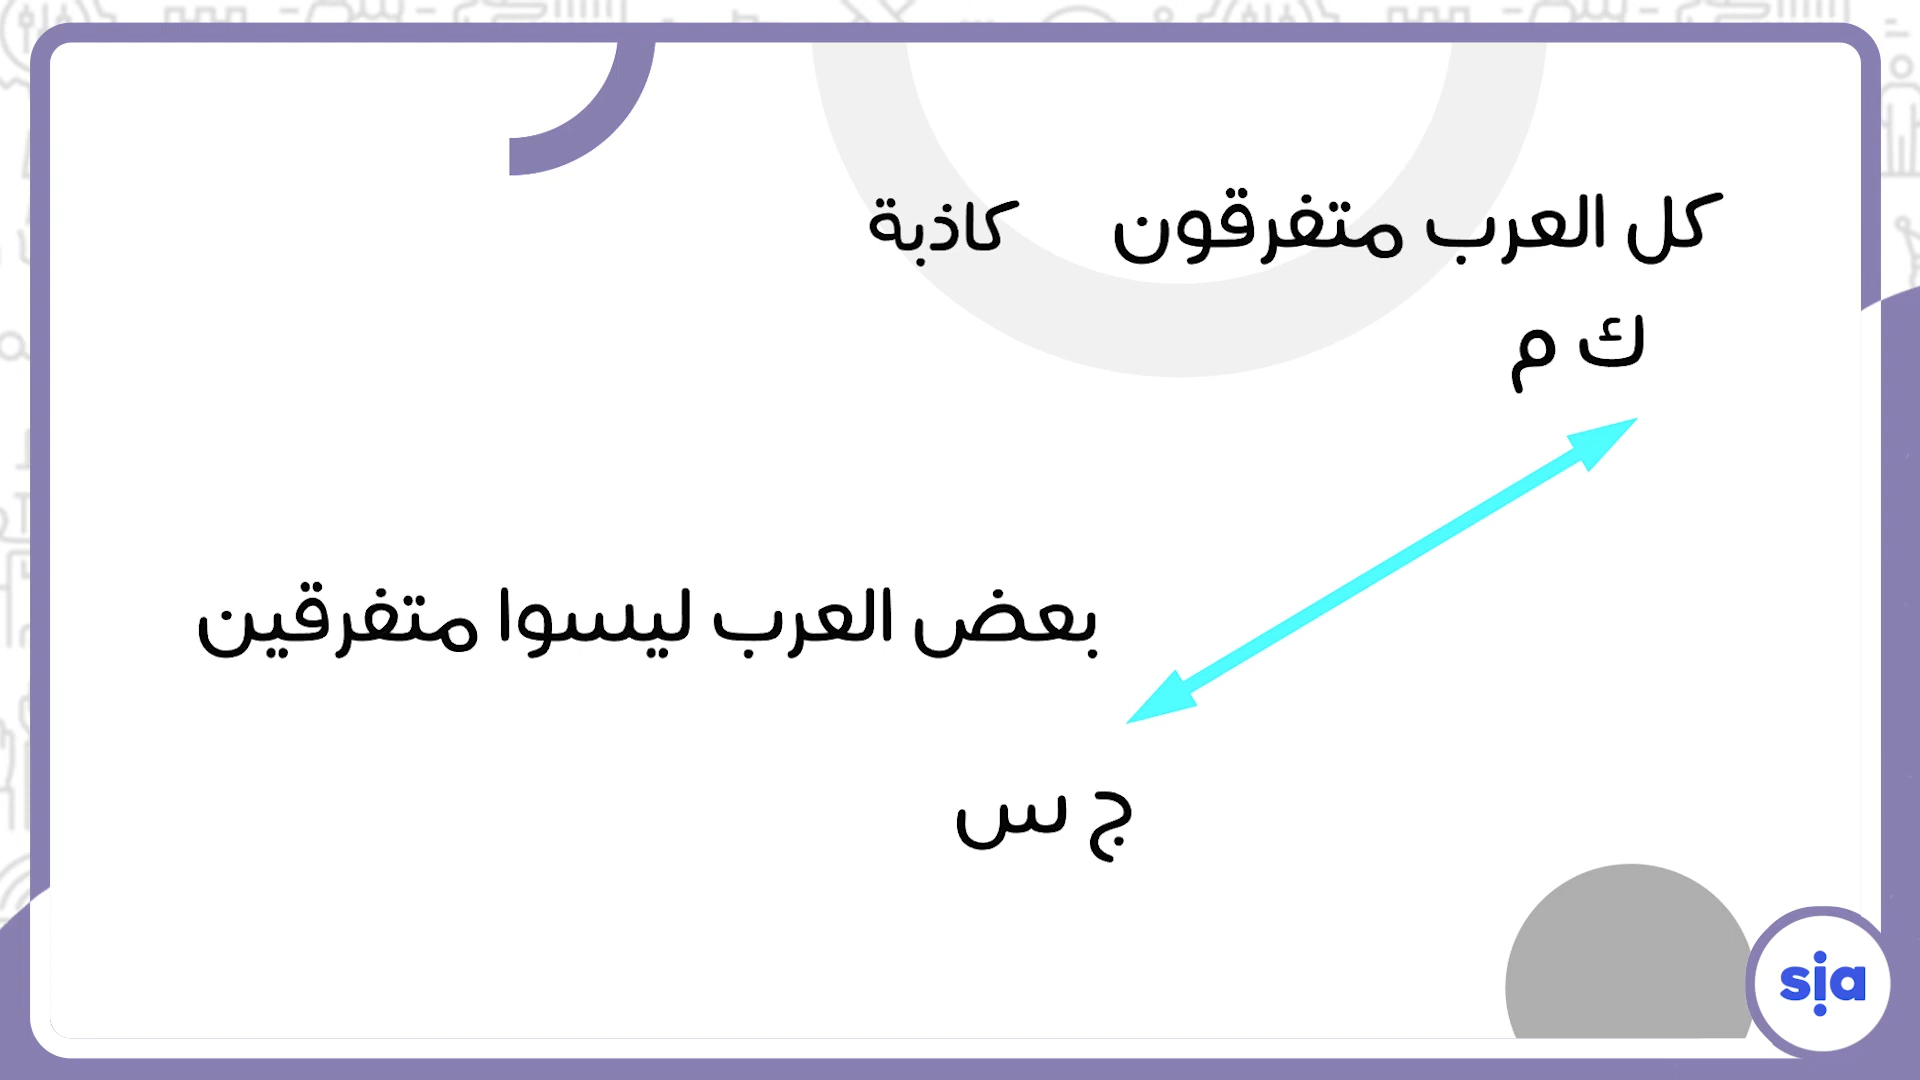 كل العرب متفرقون كاذبة
ك م
بعض العرب ليسوا متفرقين
ج س
sia